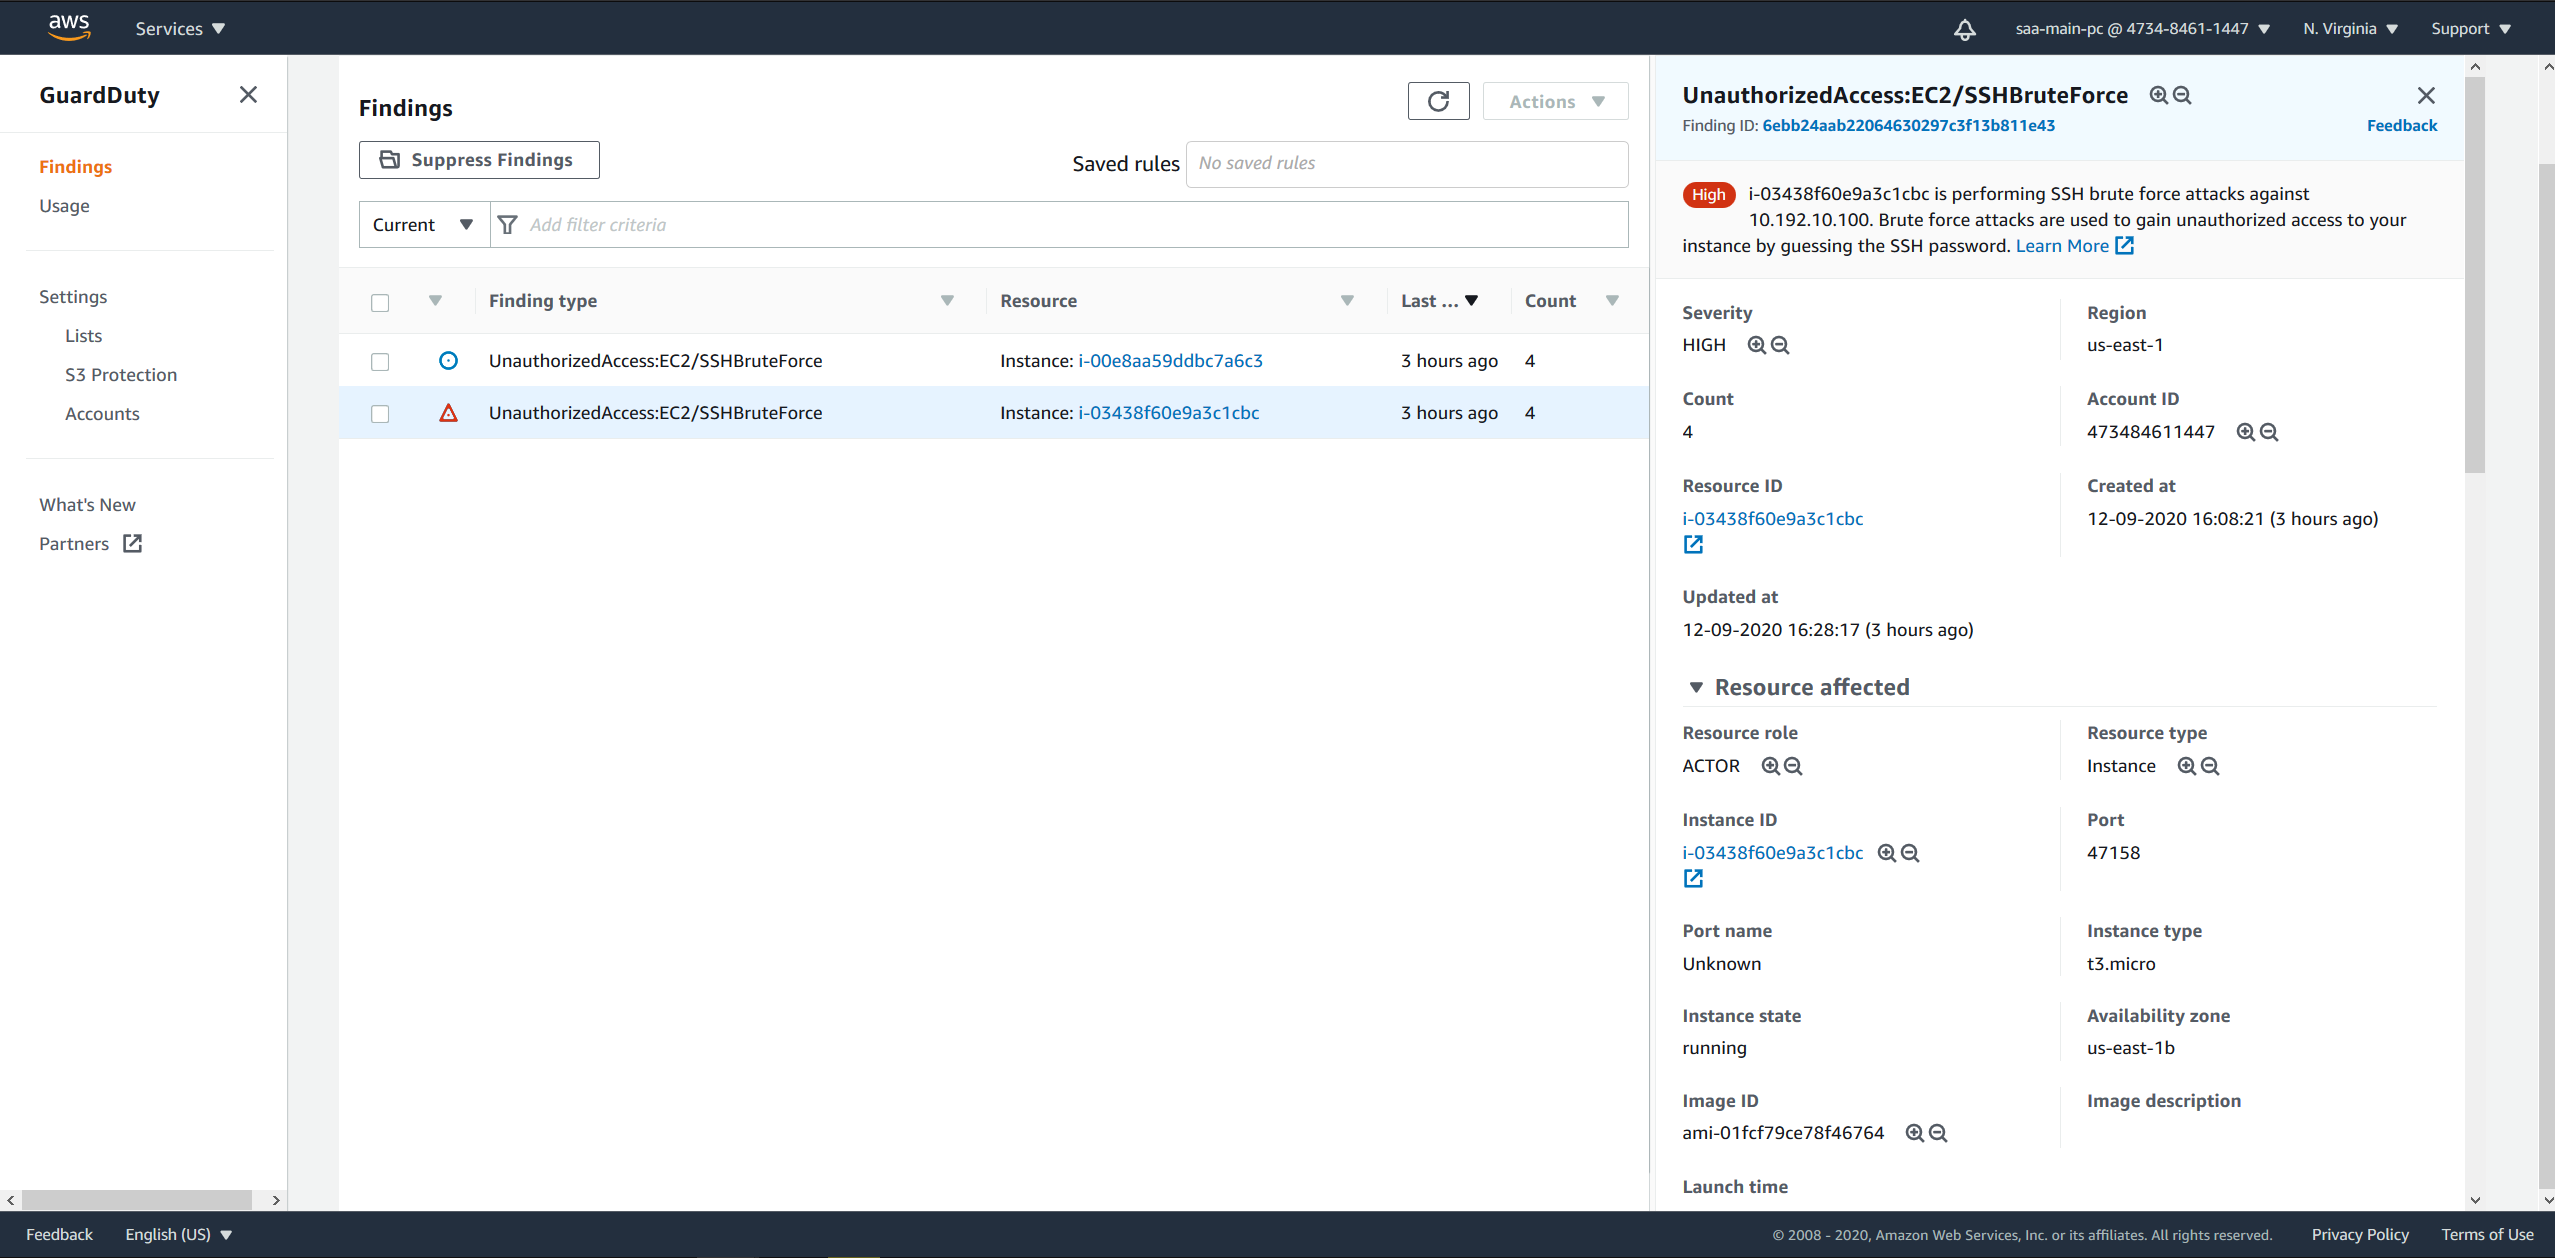 aws
Services
saa-main-pc @ 4734-8461-1447
N. Virginia
Support
GuardDuty
Findings
Usage
Settings
Lists
S3 Protection
Accounts
What's New
Partners
Findings
Actions
Suppress Findings
Saved rules
No saved rules
Current
Add filter criteria
Finding type
Resource
Last ...
Count
UnauthorizedAccess:EC2/SSHBruteForce
Instance: i-00e8aa59ddbc7a6c3
3 hours ago
4
UnauthorizedAccess:EC2/SSHBruteForce
Instance: i-03438f60e9a3c1cbc
3 hours ago
4
UnauthorizedAccess:EC2/SSHBruteForce
Finding ID: 6ebb24aab22064630297c3f13b811e43
Feedback
High i-03438f60e9a3c1cbc is performing SSH brute force attacks against
10.192.10.100. Brute force attacks are used to gain unauthorized access to your
instance by guessing the SSH password. Learn More
Severity
HIGH
Region
us-east-1
Count
4
Account ID
473484611447
Resource ID
i-03438f60e9a3c1cbc
Created at
12-09-2020 16:08:21 (3 hours ago)
Updated at
12-09-2020 16:28:17 (3 hours ago)
Resource affected
Resource role
ACTOR
Resource type
Instance
Instance ID
i-03438f60e9a3c1cbc
Port
47158
Port name
Unknown
Instance type
t3.micro
Instance state
running
Availability zone
us-east-1b
Image ID
ami-01fcf79ce78f46764
Image description
Launch time
Feedback
English (US)
© 2008 - 2020, Amazon Web Services, Inc. or its affiliates. All rights reserved.
Privacy Policy
Terms of Use